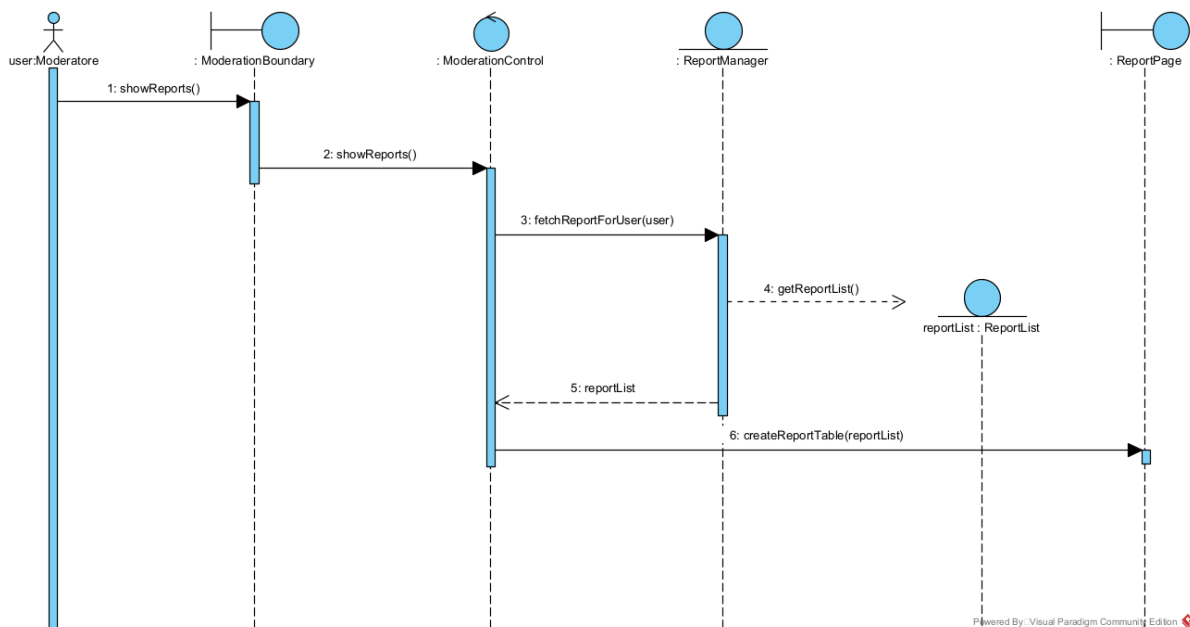 user:Moderatore
: ModerationBoundary
: ModerationControl
: ReportManager
: ReportPage
1: showReports()
2: showReports()
3: fetchReportForUser(user)
4: getReportList()
reportList : ReportList
5: reportList
6: createReportTable(reportList)
Powered By Visual Paradigm Community Edition